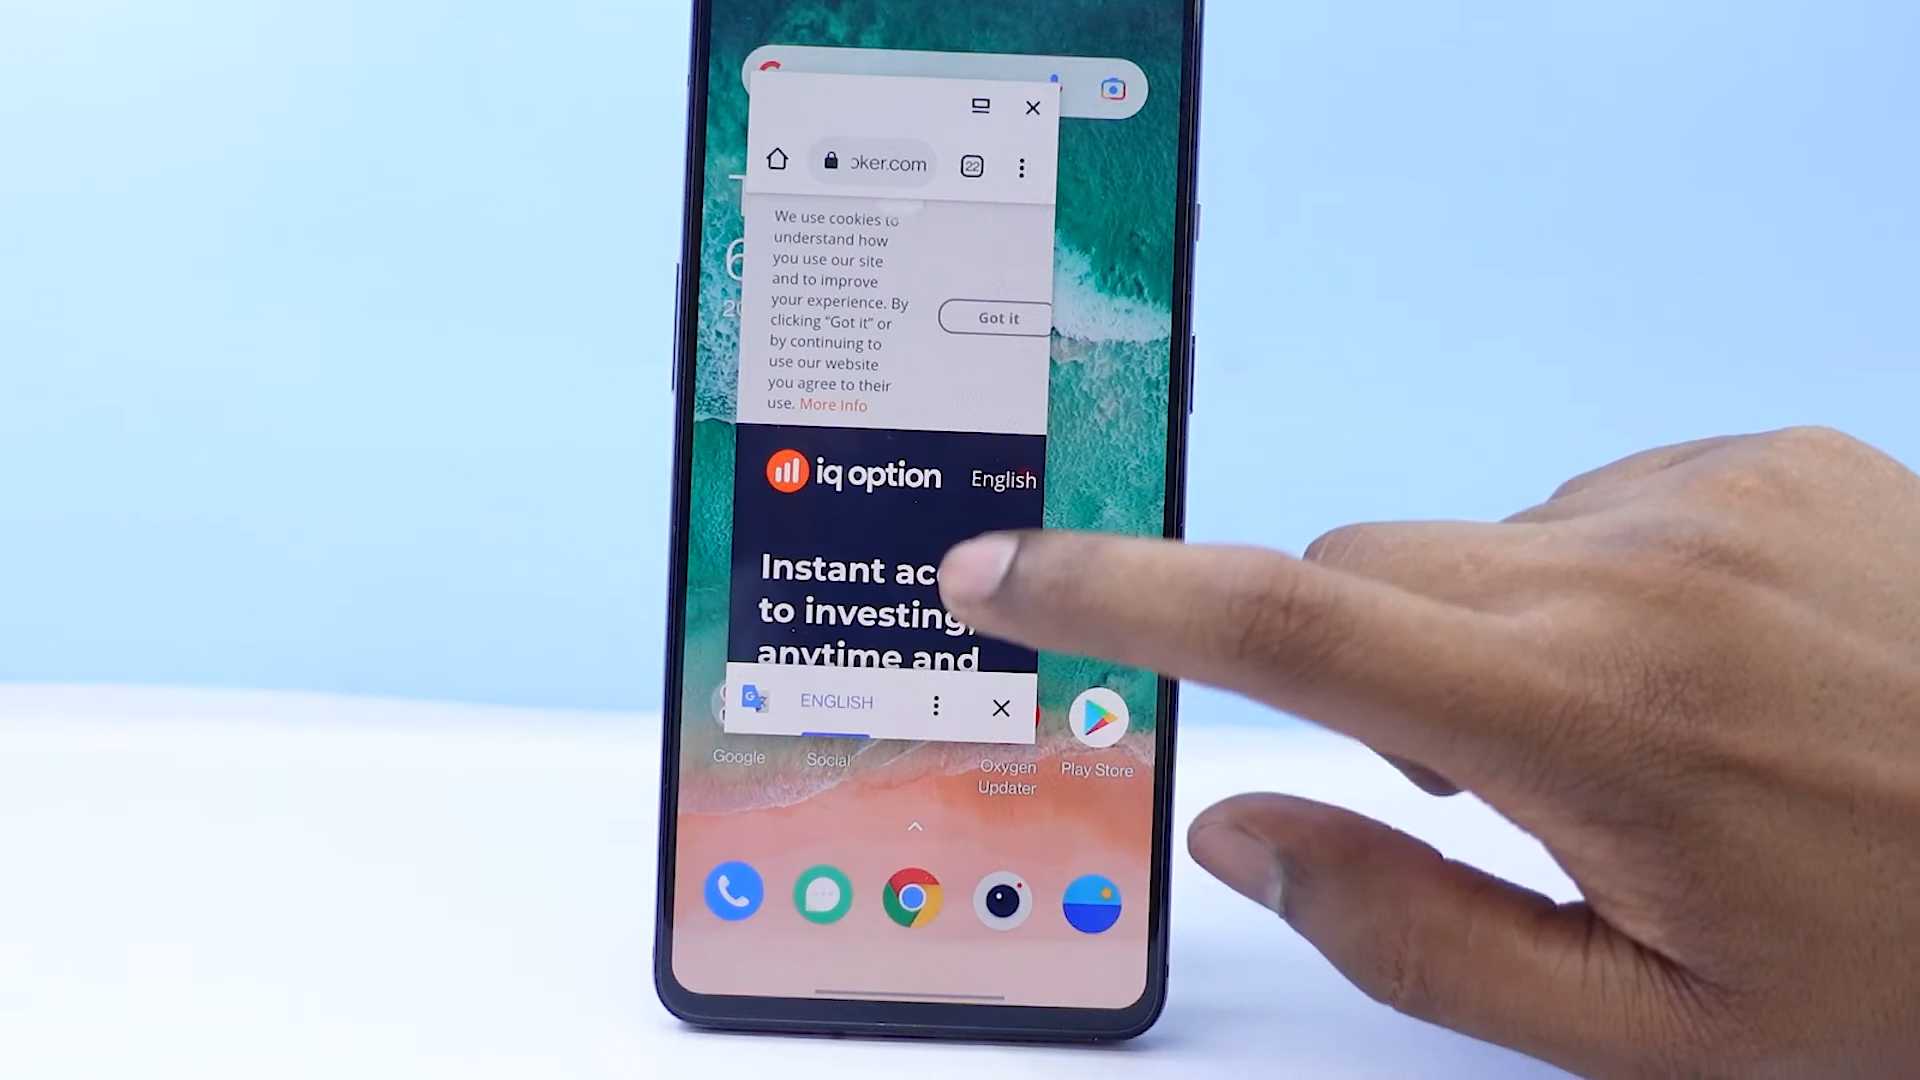 oker.com
22
We use cookies to
understand how
you use our site
and to improve
your experience. By
clicking "Got it" or
by continuing to
use our website
you agree to their
use. More info
Got it
iq option
English
Instant
to investing,
anytime and
ENGLISH
Google
Social
Oxygen
Updater
Play Store